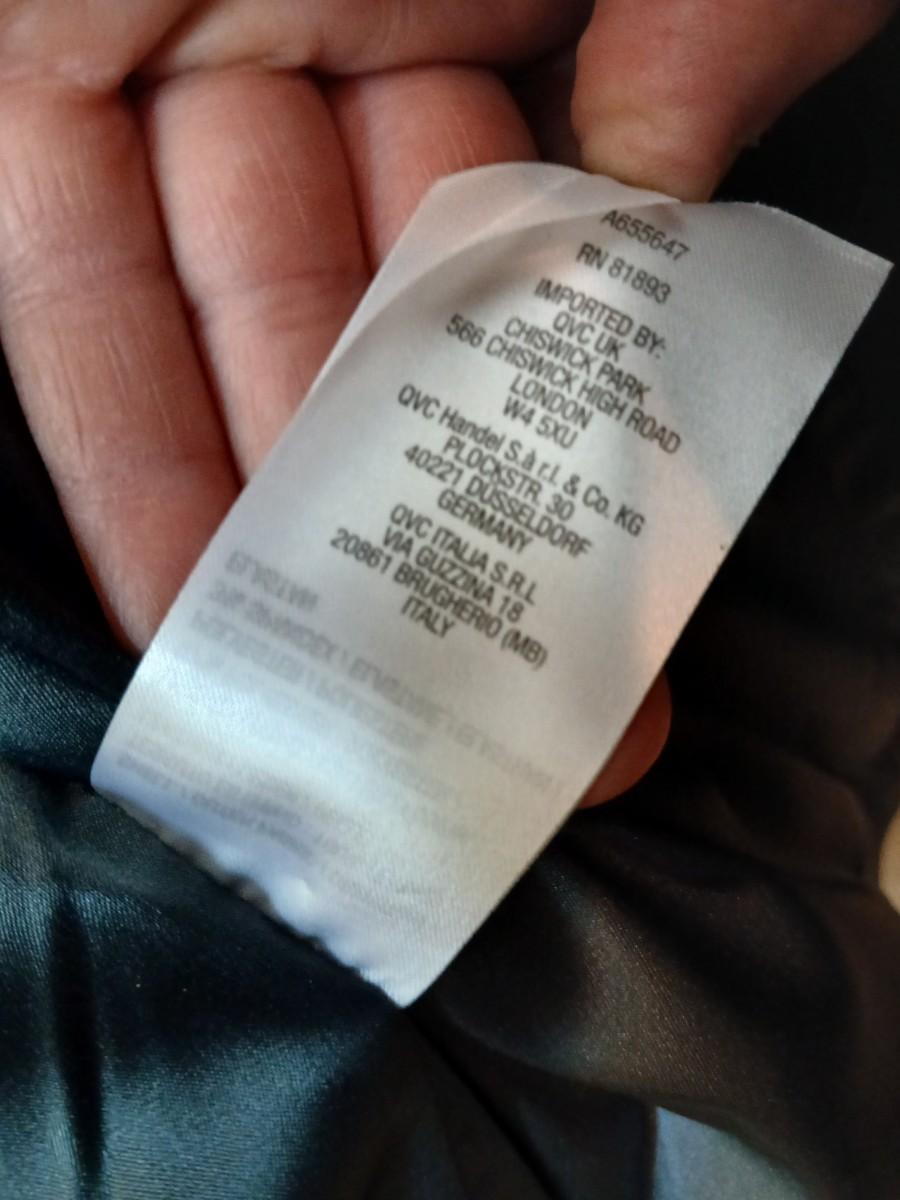 A655647
RN 81893
IMPORTED BY:
QVC UK
CHISWICK PARK
566 CHISWICK HIGH ROAD
LONDON
W4 5XU
QVC Handel S.à r.l. & Co. KG
PLOCKSTR. 30
40221 DÜSSELDORF
GERMANY
QVC ITALIA S.R.L
VIA GUZZINA 18
20861 BRUGHERIO (MB)
ITALY